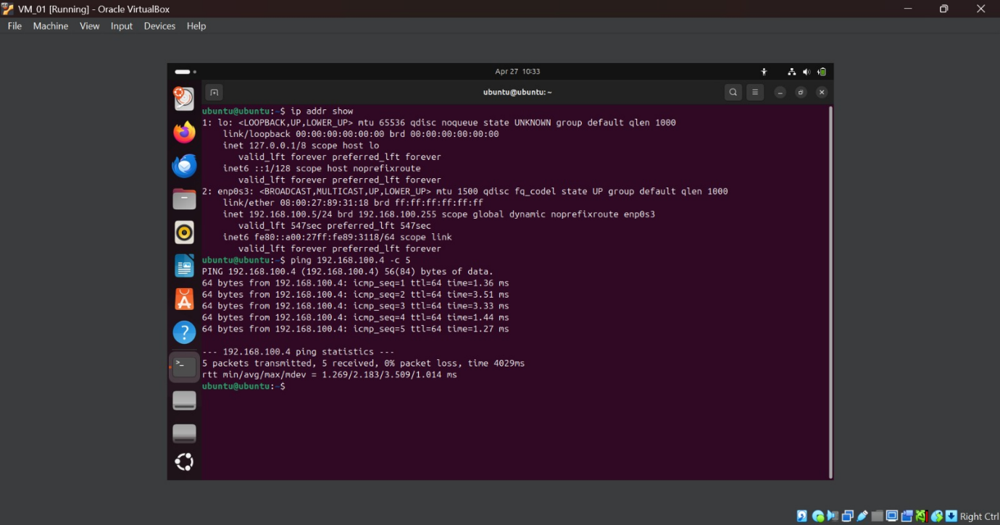 VM_01 [Running] - Oracle VirtualBox
File Machine View Input Devices Help
Apr 27 10:33
ubuntu@ubuntu: ~
ubuntu@ubuntu:~$ ip addr show
1: lo: <LOOPBACK,UP,LOWER_UP> mtu 65536 qdisc noqueue state UNKNOWN group default qlen 1000
link/loopback 00:00:00:00:00:00 brd 00:00:00:00:00:00
inet 127.0.0.1/8 scope host lo
valid_lft forever preferred_lft forever
inet6 ::1/128 scope host noprefixroute
valid_lft forever preferred_lft forever
2: enp0s3: <BROADCAST,MULTICAST,UP,LOWER_UP> mtu 1500 qdisc fq_codel state UP group default qlen 1000
link/ether 08:00:27:89:31:18 brd ff:ff:ff:ff:ff:ff
inet 192.168.100.5/24 brd 192.168.100.255 scope global dynamic noprefixroute enp0s3
valid_lft 547sec preferred_lft 547sec
inet6 fe80::a00:27ff:fe89:3118/64 scope link
valid_lft forever preferred_lft forever
ubuntu@ubuntu:~$ ping 192.168.100.4 -c 5
PING 192.168.100.4 (192.168.100.4) 56(84) bytes of data.
64 bytes from 192.168.100.4: icmp_seq=1 ttl=64 time=1.36 ms
64 bytes from 192.168.100.4: icmp_seq=2 ttl=64 time=3.51 ms
64 bytes from 192.168.100.4: icmp_seq=3 ttl=64 time=3.33 ms
64 bytes from 192.168.100.4: icmp_seq=4 ttl=64 time=1.44 ms
64 bytes from 192.168.100.4: icmp_seq=5 ttl=64 time=1.27 ms
--- 192.168.100.4 ping statistics ---
5 packets transmitted, 5 received, 0% packet loss, time 4029ms
rtt min/avg/max/mdev = 1.269/2.183/3.509/1.014 ms
ubuntu@ubuntu:~$
Right Ctrl